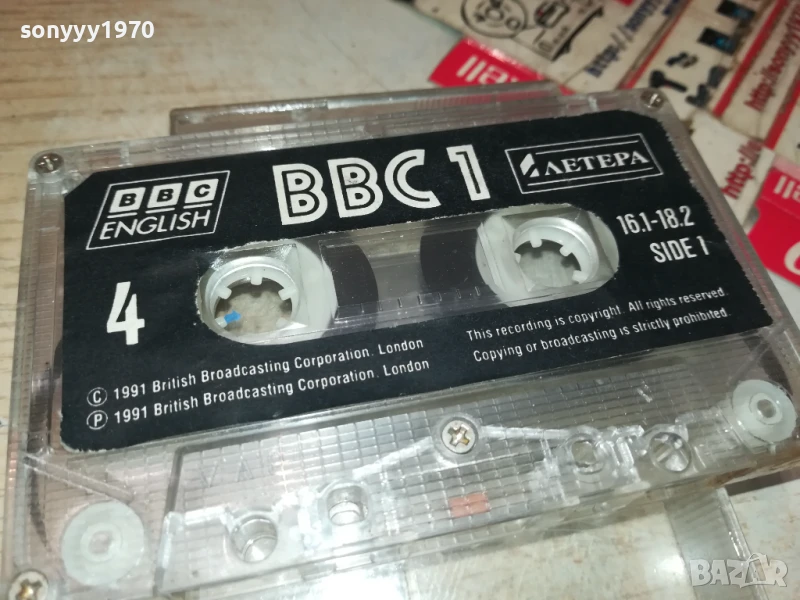 sonyyy1970
BBC
ENGLISH
BBC 1
ЛЕТЕРА
4
16.1-18.2
SIDE 1
© 1991 British Broadcasting Corporation. London
℗ 1991 British Broadcasting Corporation. London
This recording is copyright. All rights reserved.
Copying or broadcasting is strictly prohibited.
BAZAR